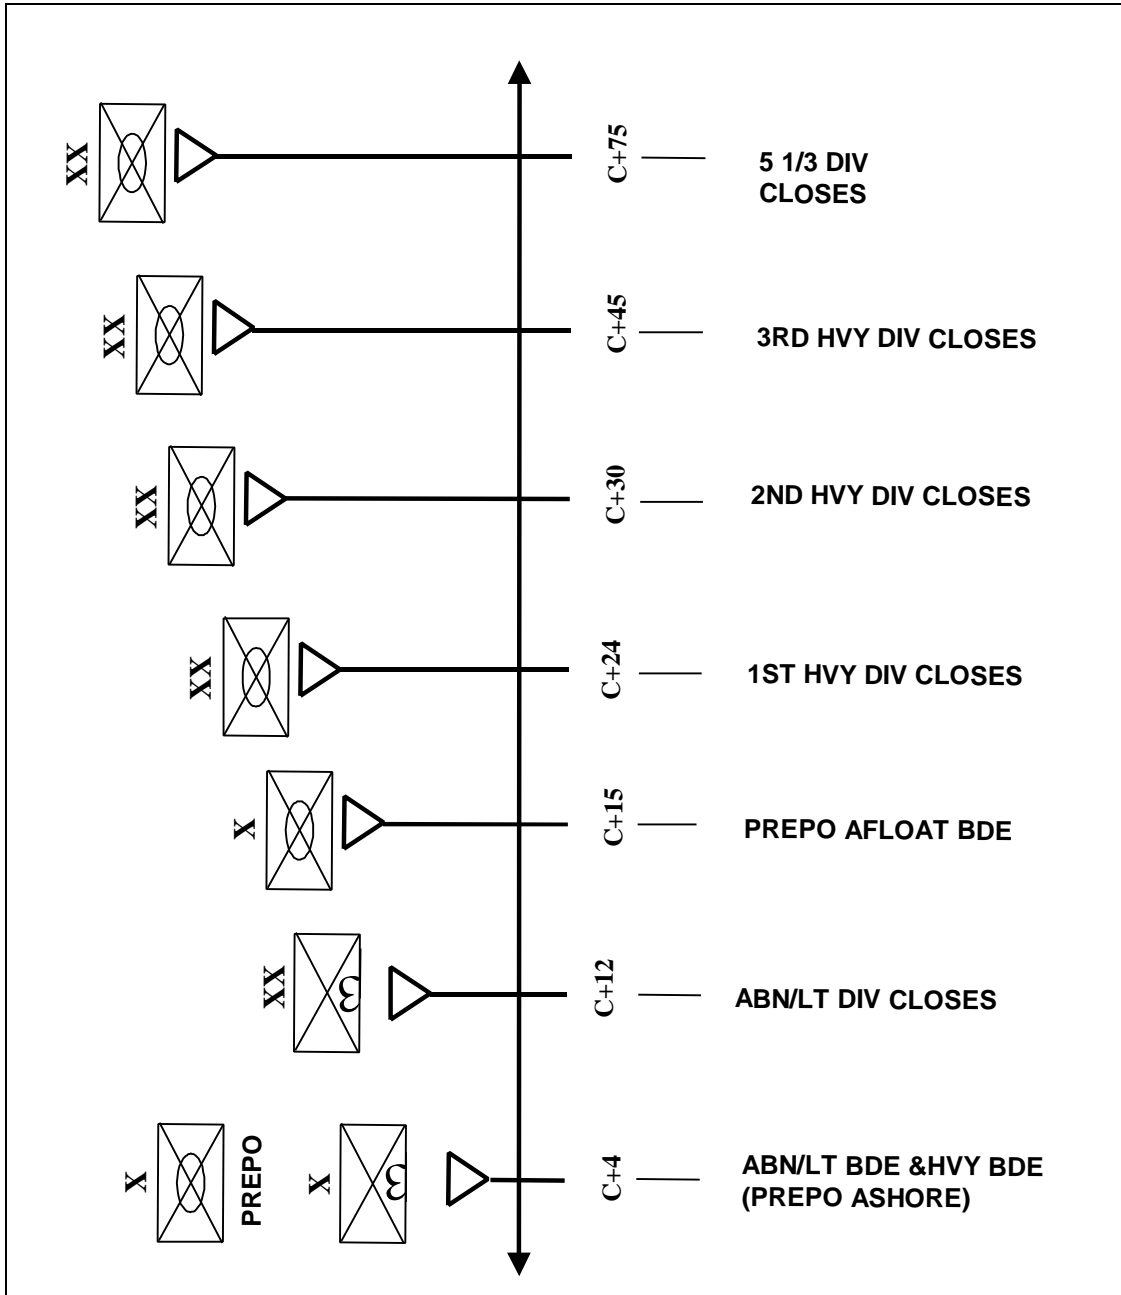 XX
C+75
5 1/3 DIV
CLOSES
XX
C+45
3RD HVY DIV CLOSES
XX
C+30
2ND HVY DIV CLOSES
XX
C+24
1ST HVY DIV CLOSES
X
C+15
PREPO AFLOAT BDE
XX
C+12
ABN/LT DIV CLOSES
X
PREPO
X
C+4
ABN/LT BDE &HVY BDE
(PREPO ASHORE)